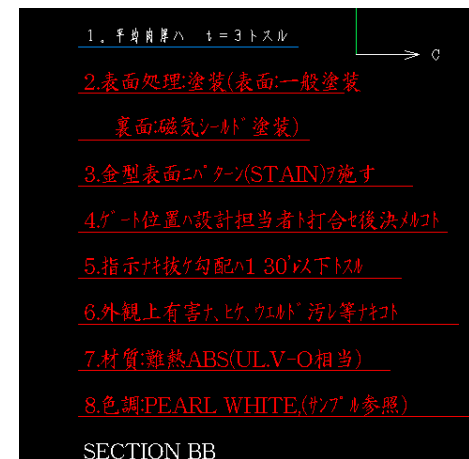 1. 平均肉厚ハ t=3トスル
C
2.表面処理:塗装(表面:一般塗装
裏面:磁気シールド塗装)
3.金型表面ニパターン(STAIN)ヲ施す
4.ゲート位置ハ設計担当者ト打合セ後決メルコト
5.指示ナキ抜ケ勾配ハ1 30'以下トスル
6.外観上有害ナ、ヒケ、ウエルド 汚レ等ナキコト
7.材質:難熱ABS(UL.V-O相当)
8.色調:PEARL WHITE,(サンプル参照)
SECTION BB